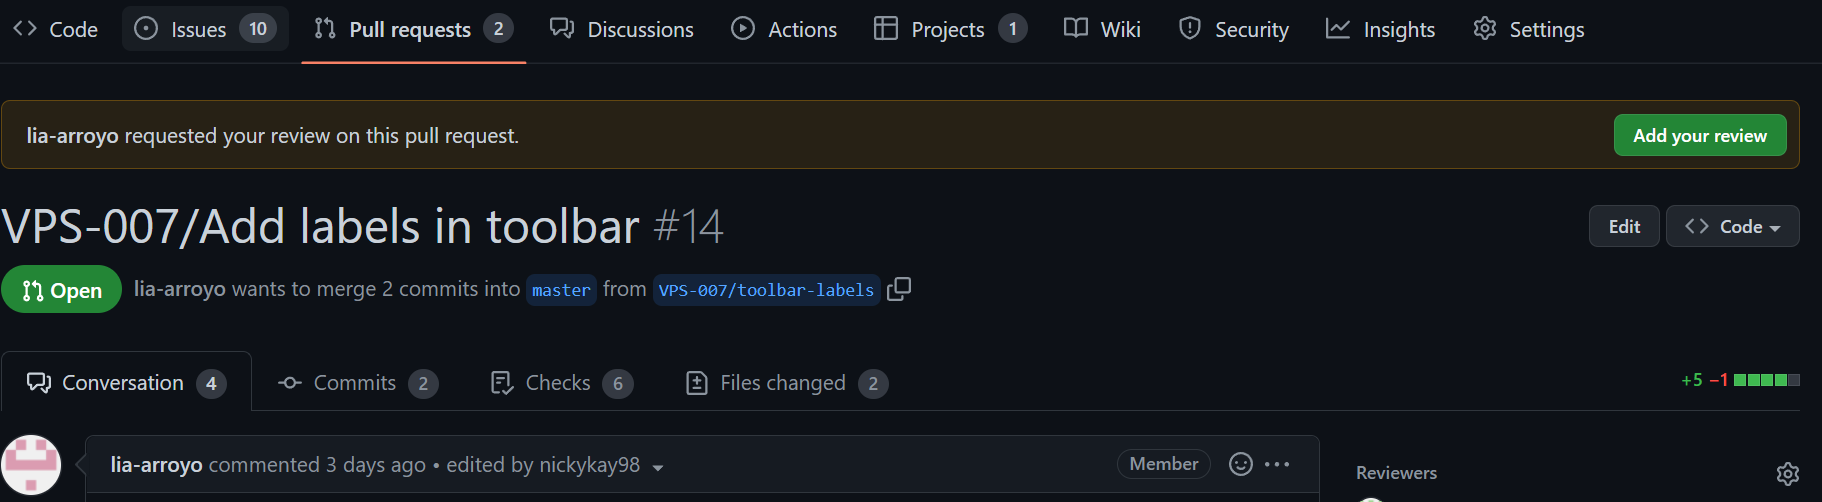 Code Issues 10 Pull requests 2 Discussions Actions Projects 1 Wiki Security Insights Settings
lia-arroyo requested your review on this pull request. Add your review
VPS-007/Add labels in toolbar #14 Edit Code
Open lia-arroyo wants to merge 2 commits into master from VPS-007/toolbar-labels
Conversation 4 Commits 2 Checks 6 Files changed 2 +5 −1
lia-arroyo commented 3 days ago • edited by nickykay98 Member
Reviewers